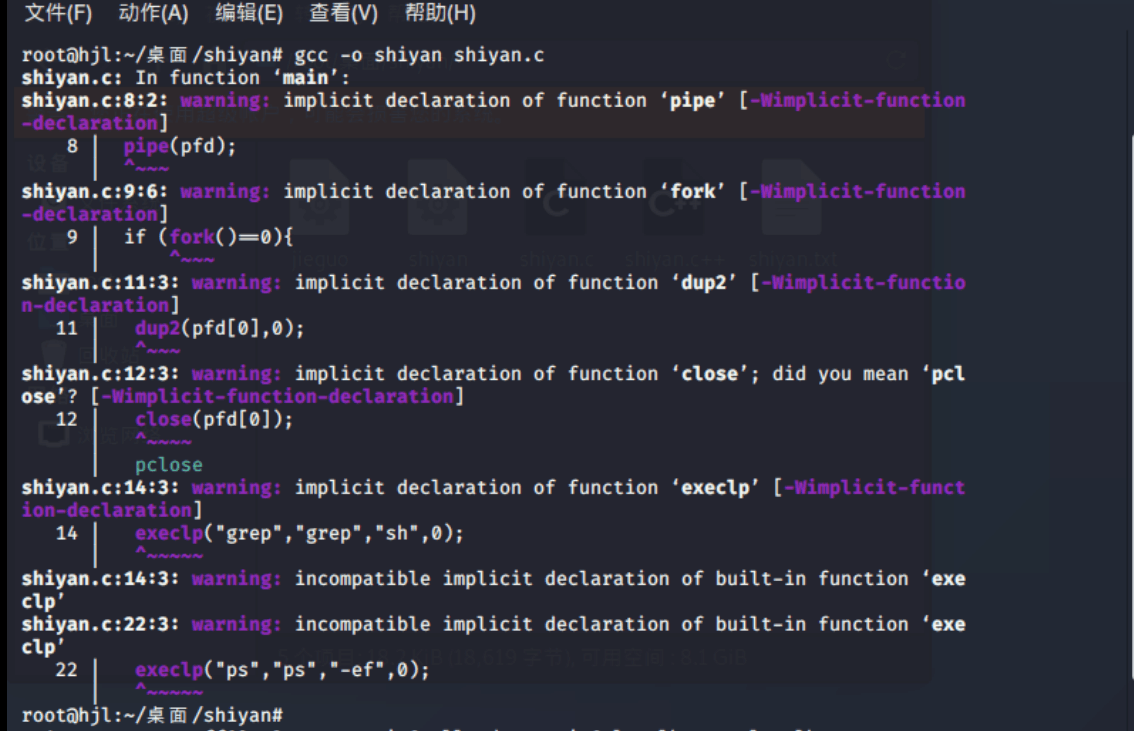 文件(F) 动作(A) 编辑(E) 查看(V) 帮助(H)
root@hjl:~/桌面/shiyan# gcc -o shiyan shiyan.c
shiyan.c: In function ‘main’:
shiyan.c:8:2: warning: implicit declaration of function ‘pipe’ [-Wimplicit-function
-declaration]
8 | pipe(pfd);
| ^~~~
shiyan.c:9:6: warning: implicit declaration of function ‘fork’ [-Wimplicit-function
-declaration]
9 | if (fork()==0){
| ^~~~
shiyan.c:11:3: warning: implicit declaration of function ‘dup2’ [-Wimplicit-functio
n-declaration]
11 | dup2(pfd[0],0);
| ^~~~
shiyan.c:12:3: warning: implicit declaration of function ‘close’; did you mean ‘pcl
ose’? [-Wimplicit-function-declaration]
12 | close(pfd[0]);
| ^~~~~
| pclose
shiyan.c:14:3: warning: implicit declaration of function ‘execlp’ [-Wimplicit-funct
ion-declaration]
14 | execlp("grep","grep","sh",0);
| ^~~~~~
shiyan.c:14:3: warning: incompatible implicit declaration of built-in function ‘exe
clp’
shiyan.c:22:3: warning: incompatible implicit declaration of built-in function ‘exe
clp’
22 | execlp("ps","ps","-ef",0);
| ^~~~~~
root@hjl:~/桌面/shiyan#